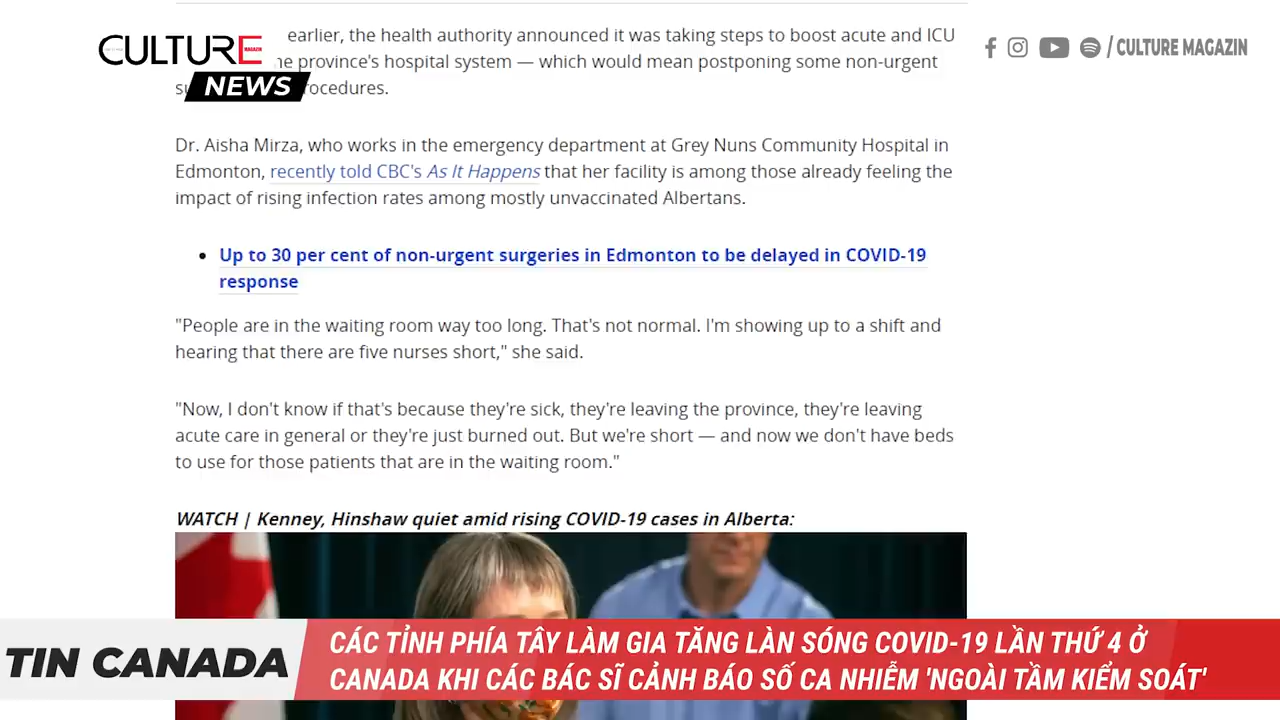 CULTURE
MAGAZIN
NEWS
/ CULTURE MAGAZIN
earlier, the health authority announced it was taking steps to boost acute and ICU
province's hospital system — which would mean postponing some non-urgent
Dr. Aisha Mirza, who works in the emergency department at Grey Nuns Community Hospital in
Edmonton, recently told CBC's As It Happens that her facility is among those already feeling the
impact of rising infection rates among mostly unvaccinated Albertans.
• Up to 30 per cent of non-urgent surgeries in Edmonton to be delayed in COVID-19
response
"People are in the waiting room way too long. That's not normal. I'm showing up to a shift and
hearing that there are five nurses short," she said.
"Now, I don't know if that's because they're sick, they're leaving the province, they're leaving
acute care in general or they're just burned out. But we're short — and now we don't have beds
to use for those patients that are in the waiting room."
WATCH | Kenney, Hinshaw quiet amid rising COVID-19 cases in Alberta:
TIN CANADA
CÁC TỈNH PHÍA TÂY LÀM GIA TĂNG LÀN SÓNG COVID-19 LẦN THỨ 4 Ở
CANADA KHI CÁC BÁC SĨ CẢNH BÁO SỐ CA NHIỄM 'NGOÀI TẦM KIỂM SOÁT'